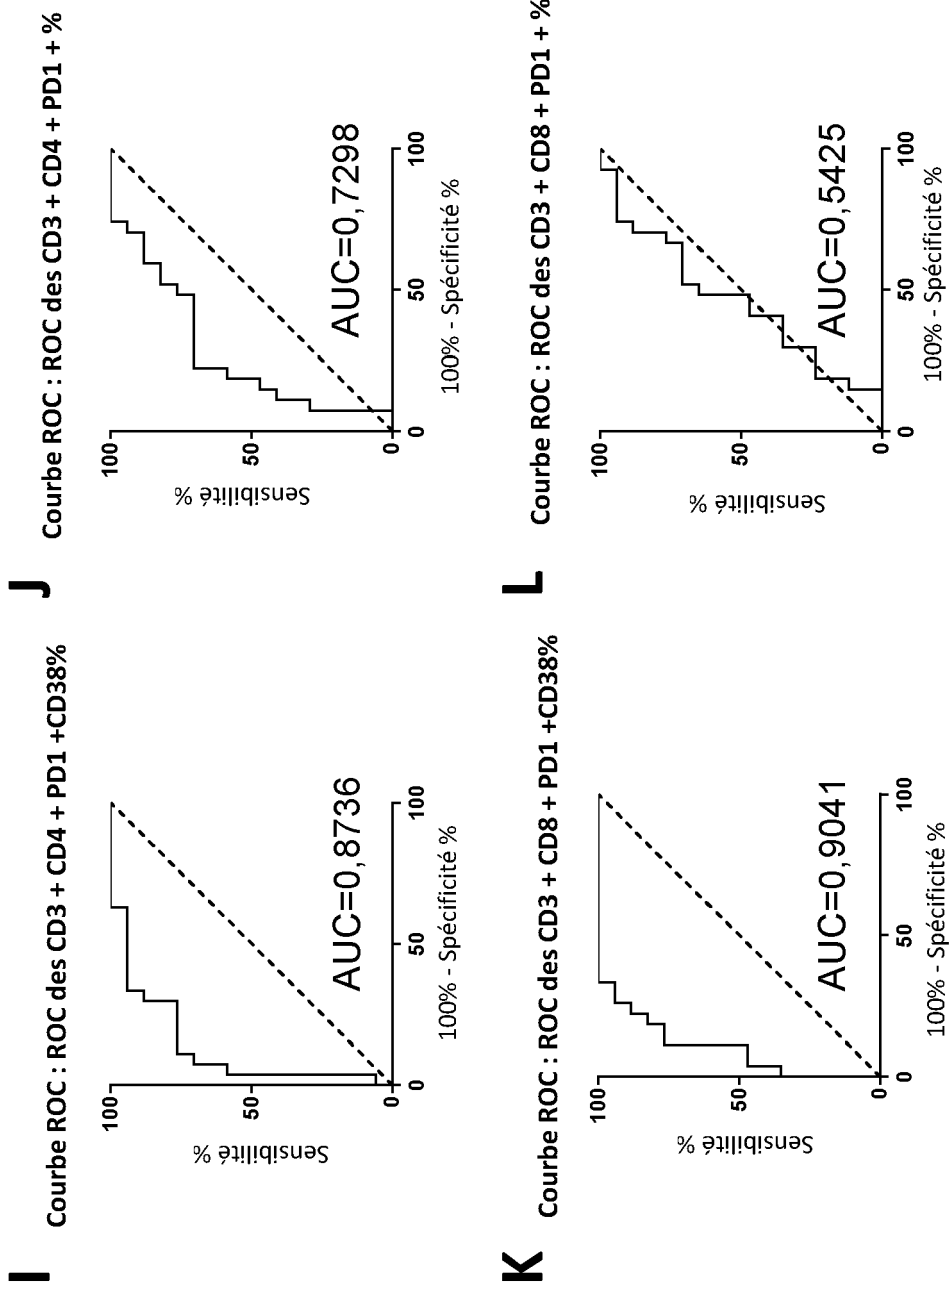 I
Courbe ROC : ROC des CD3 + CD4 + PD1 +CD38%
Sensibilité %
100
50
0
AUC=0,8736
0
50
100
100% - Spécificité %
J
Courbe ROC : ROC des CD3 + CD4 + PD1 + %
Sensibilité %
100
50
0
AUC=0,7298
0
50
100
100% - Spécificité %
K
Courbe ROC : ROC des CD3 + CD8 + PD1 +CD38%
Sensibilité %
100
50
0
AUC=0,9041
0
50
100
100% - Spécificité %
L
Courbe ROC : ROC des CD3 + CD8 + PD1 + %
Sensibilité %
100
50
0
AUC=0,5425
0
50
100
100% - Spécificité %